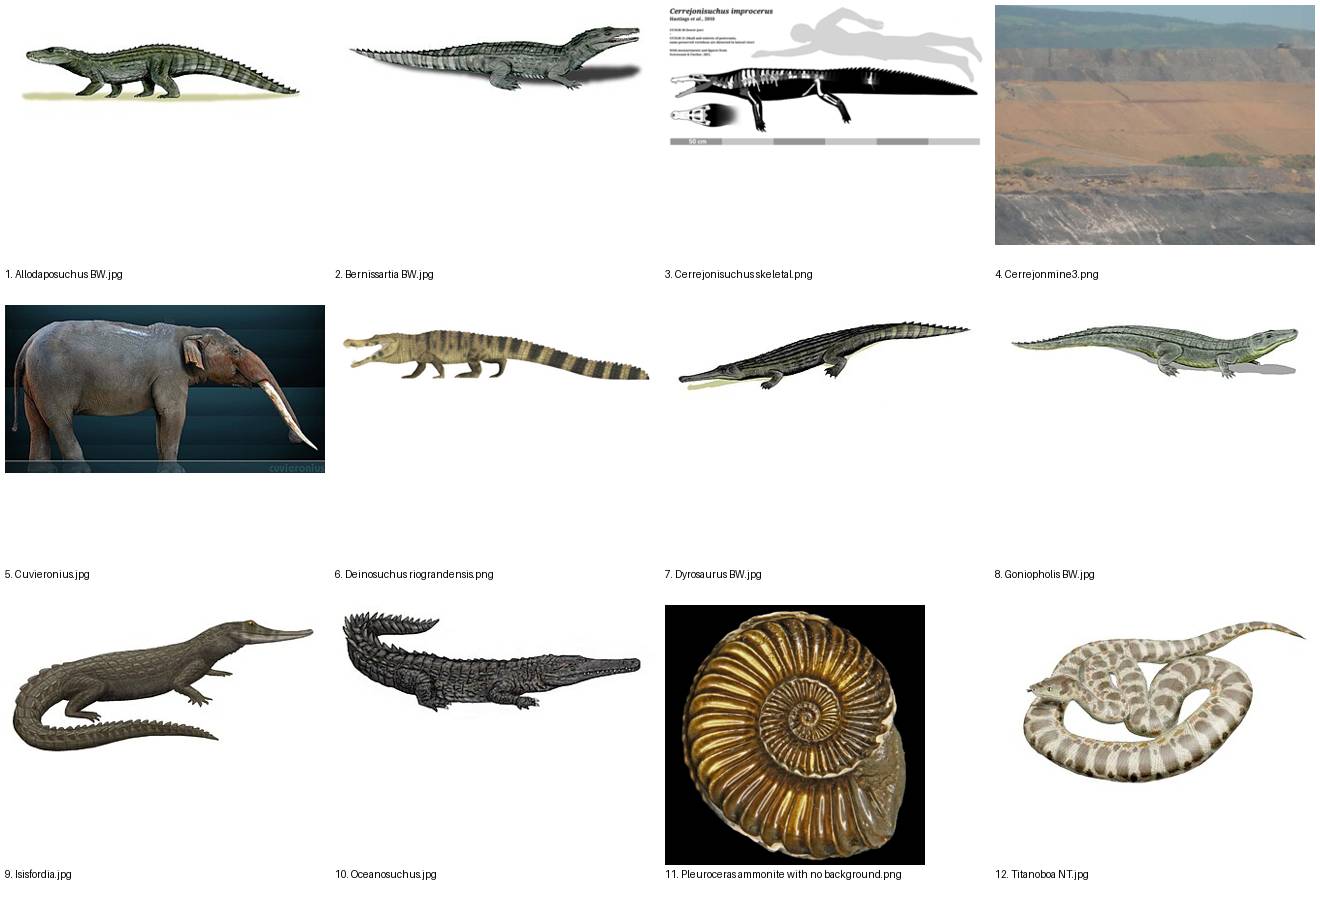 Cerrejonisuchus improcerus
Hastings et al., 2010
50 cm
1. Allodaposuchus BW.jpg
2. Bernissartia BW.jpg
3. Cerrejonisuchus skeletal.png
4. Cerrejonmine3.png
cuvieronius
5. Cuvieronius.jpg
6. Deinosuchus riograndensis.png
7. Dyrosaurus BW.jpg
8. Goniopholis BW.jpg
9. Isisfordia.jpg
10. Oceanosuchus.jpg
11. Pleuroceras ammonite with no background.png
12. Titanoboa NT.jpg